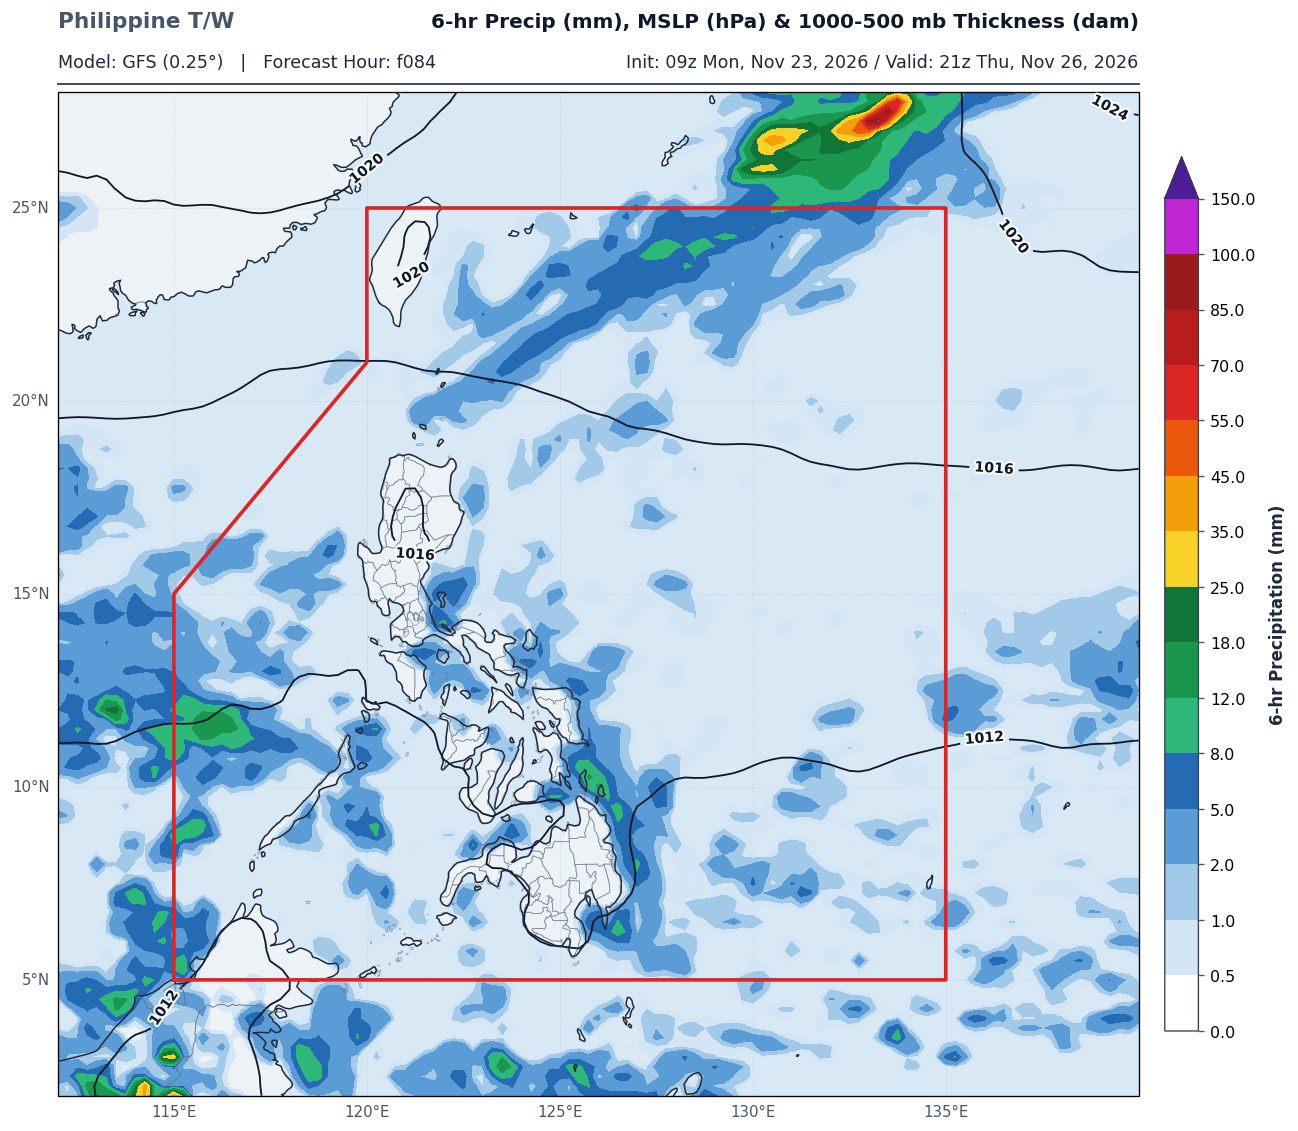 Philippine T/W
6-hr Precip (mm), MSLP (hPa) & 1000-500 mb Thickness (dam)
Model: GFS (0.25°) | Forecast Hour: f084
Init: 09z Mon, Nov 23, 2026 / Valid: 21z Thu, Nov 26, 2026
1024
1020
1020
1020
1016
1016
1012
1012
25°N
20°N
15°N
10°N
5°N
115°E
120°E
125°E
130°E
135°E
150.0
100.0
85.0
70.0
55.0
45.0
35.0
25.0
18.0
12.0
8.0
5.0
2.0
1.0
0.5
0.0
6-hr Precipitation (mm)